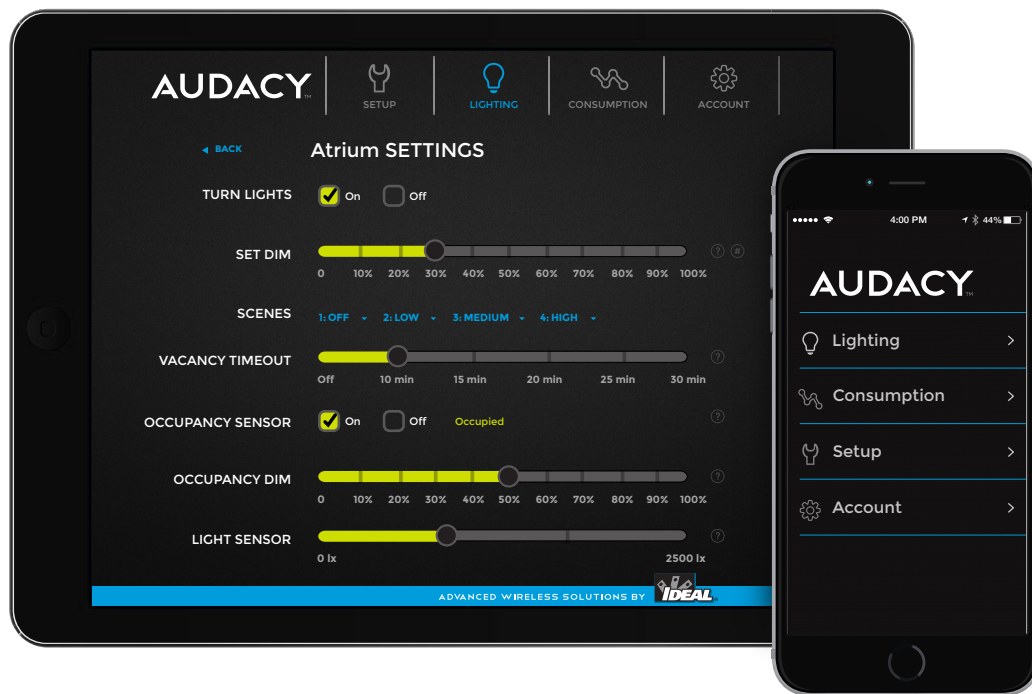 AUDACY™
SETUP
LIGHTING
CONSUMPTION
ACCOUNT
BACK
Atrium SETTINGS
TURN LIGHTS On Off
SET DIM ? #
0 10% 20% 30% 40% 50% 60% 70% 80% 90% 100%
SCENES 1: OFF 2: LOW 3: MEDIUM 4: HIGH
VACANCY TIMEOUT ?
Off 10 min 15 min 20 min 25 min 30 min
OCCUPANCY SENSOR On Off Occupied ?
OCCUPANCY DIM ?
0 10% 20% 30% 40% 50% 60% 70% 80% 90% 100%
LIGHT SENSOR ?
0 lx 2500 lx
ADVANCED WIRELESS SOLUTIONS BY IDEAL
4:00 PM 44%
AUDACY™
Lighting
Consumption
Setup
Account